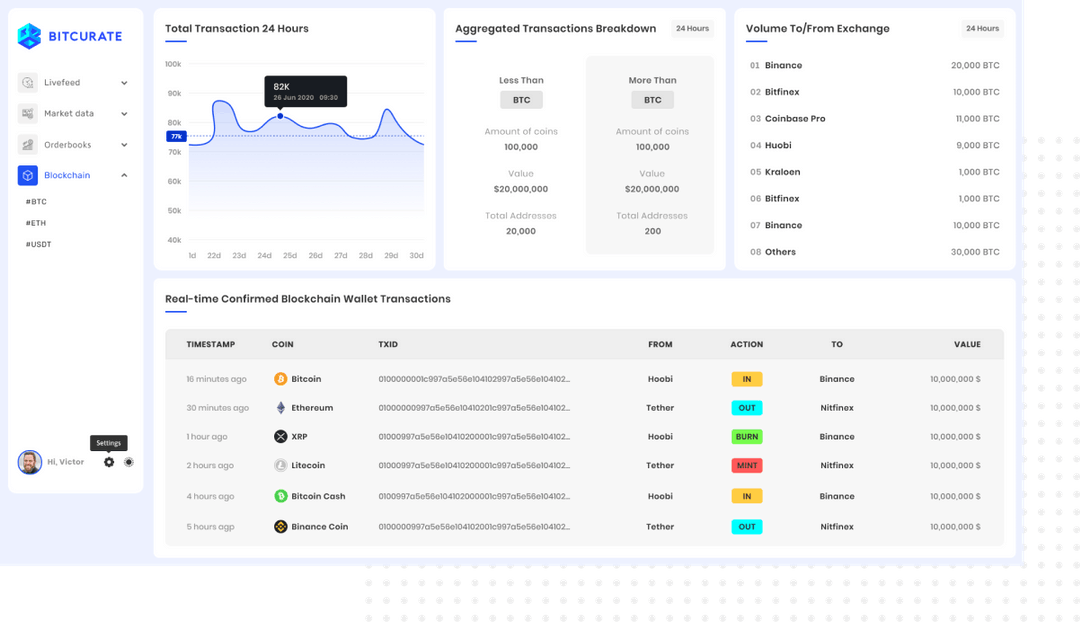 BITCURATE
Livefeed
Market data
Orderbooks
Blockchain
#BTC
#ETH
#USDT
Settings
Hi, Victor
Total Transaction 24 Hours
100k
90k
80k
77k
70k
60k
50k
40k
82K
26 Jun 2020 09:30
1d 22d 23d 24d 25d 26d 27d 28d 29d 30d
Aggregated Transactions Breakdown 24 Hours
Less Than
BTC
Amount of coins
100,000
Value
$20,000,000
Total Addresses
20,000
More Than
BTC
Amount of coins
100,000
Value
$20,000,000
Total Addresses
200
Volume To/From Exchange 24 Hours
01 Binance 20,000 BTC
02 Bitfinex 10,000 BTC
03 Coinbase Pro 11,000 BTC
04 Huobi 9,000 BTC
05 Kraloen 1,000 BTC
06 Bitfinex 1,000 BTC
07 Binance 10,000 BTC
08 Others 30,000 BTC
Real-time Confirmed Blockchain Wallet Transactions
TIMESTAMP COIN TXID FROM ACTION TO VALUE
16 minutes ago Bitcoin 0100000001c997a5e56e104102997a5e56e104102... Hoobi IN Binance 10,000,000 $
30 minutes ago Ethereum 01000000997a5e56e10410201c997a5e56e104102... Tether OUT Nitfinex 10,000,000 $
1 hour ago XRP 01000997a5e56e104102000001c997a5e56e104102... Hoobi BURN Binance 10,000,000 $
2 hours ago Litecoin 01000997a5e56e104102000001c997a5e56e104102... Tether MINT Nitfinex 10,000,000 $
4 hours ago Bitcoin Cash 0100997a5e56e104102000001c997a5e56e104102... Hoobi IN Binance 10,000,000 $
5 hours agp Binance Coin 0100000997a5e56e104102001c997a5e56e104102... Tether OUT Nitfinex 10,000,000 $